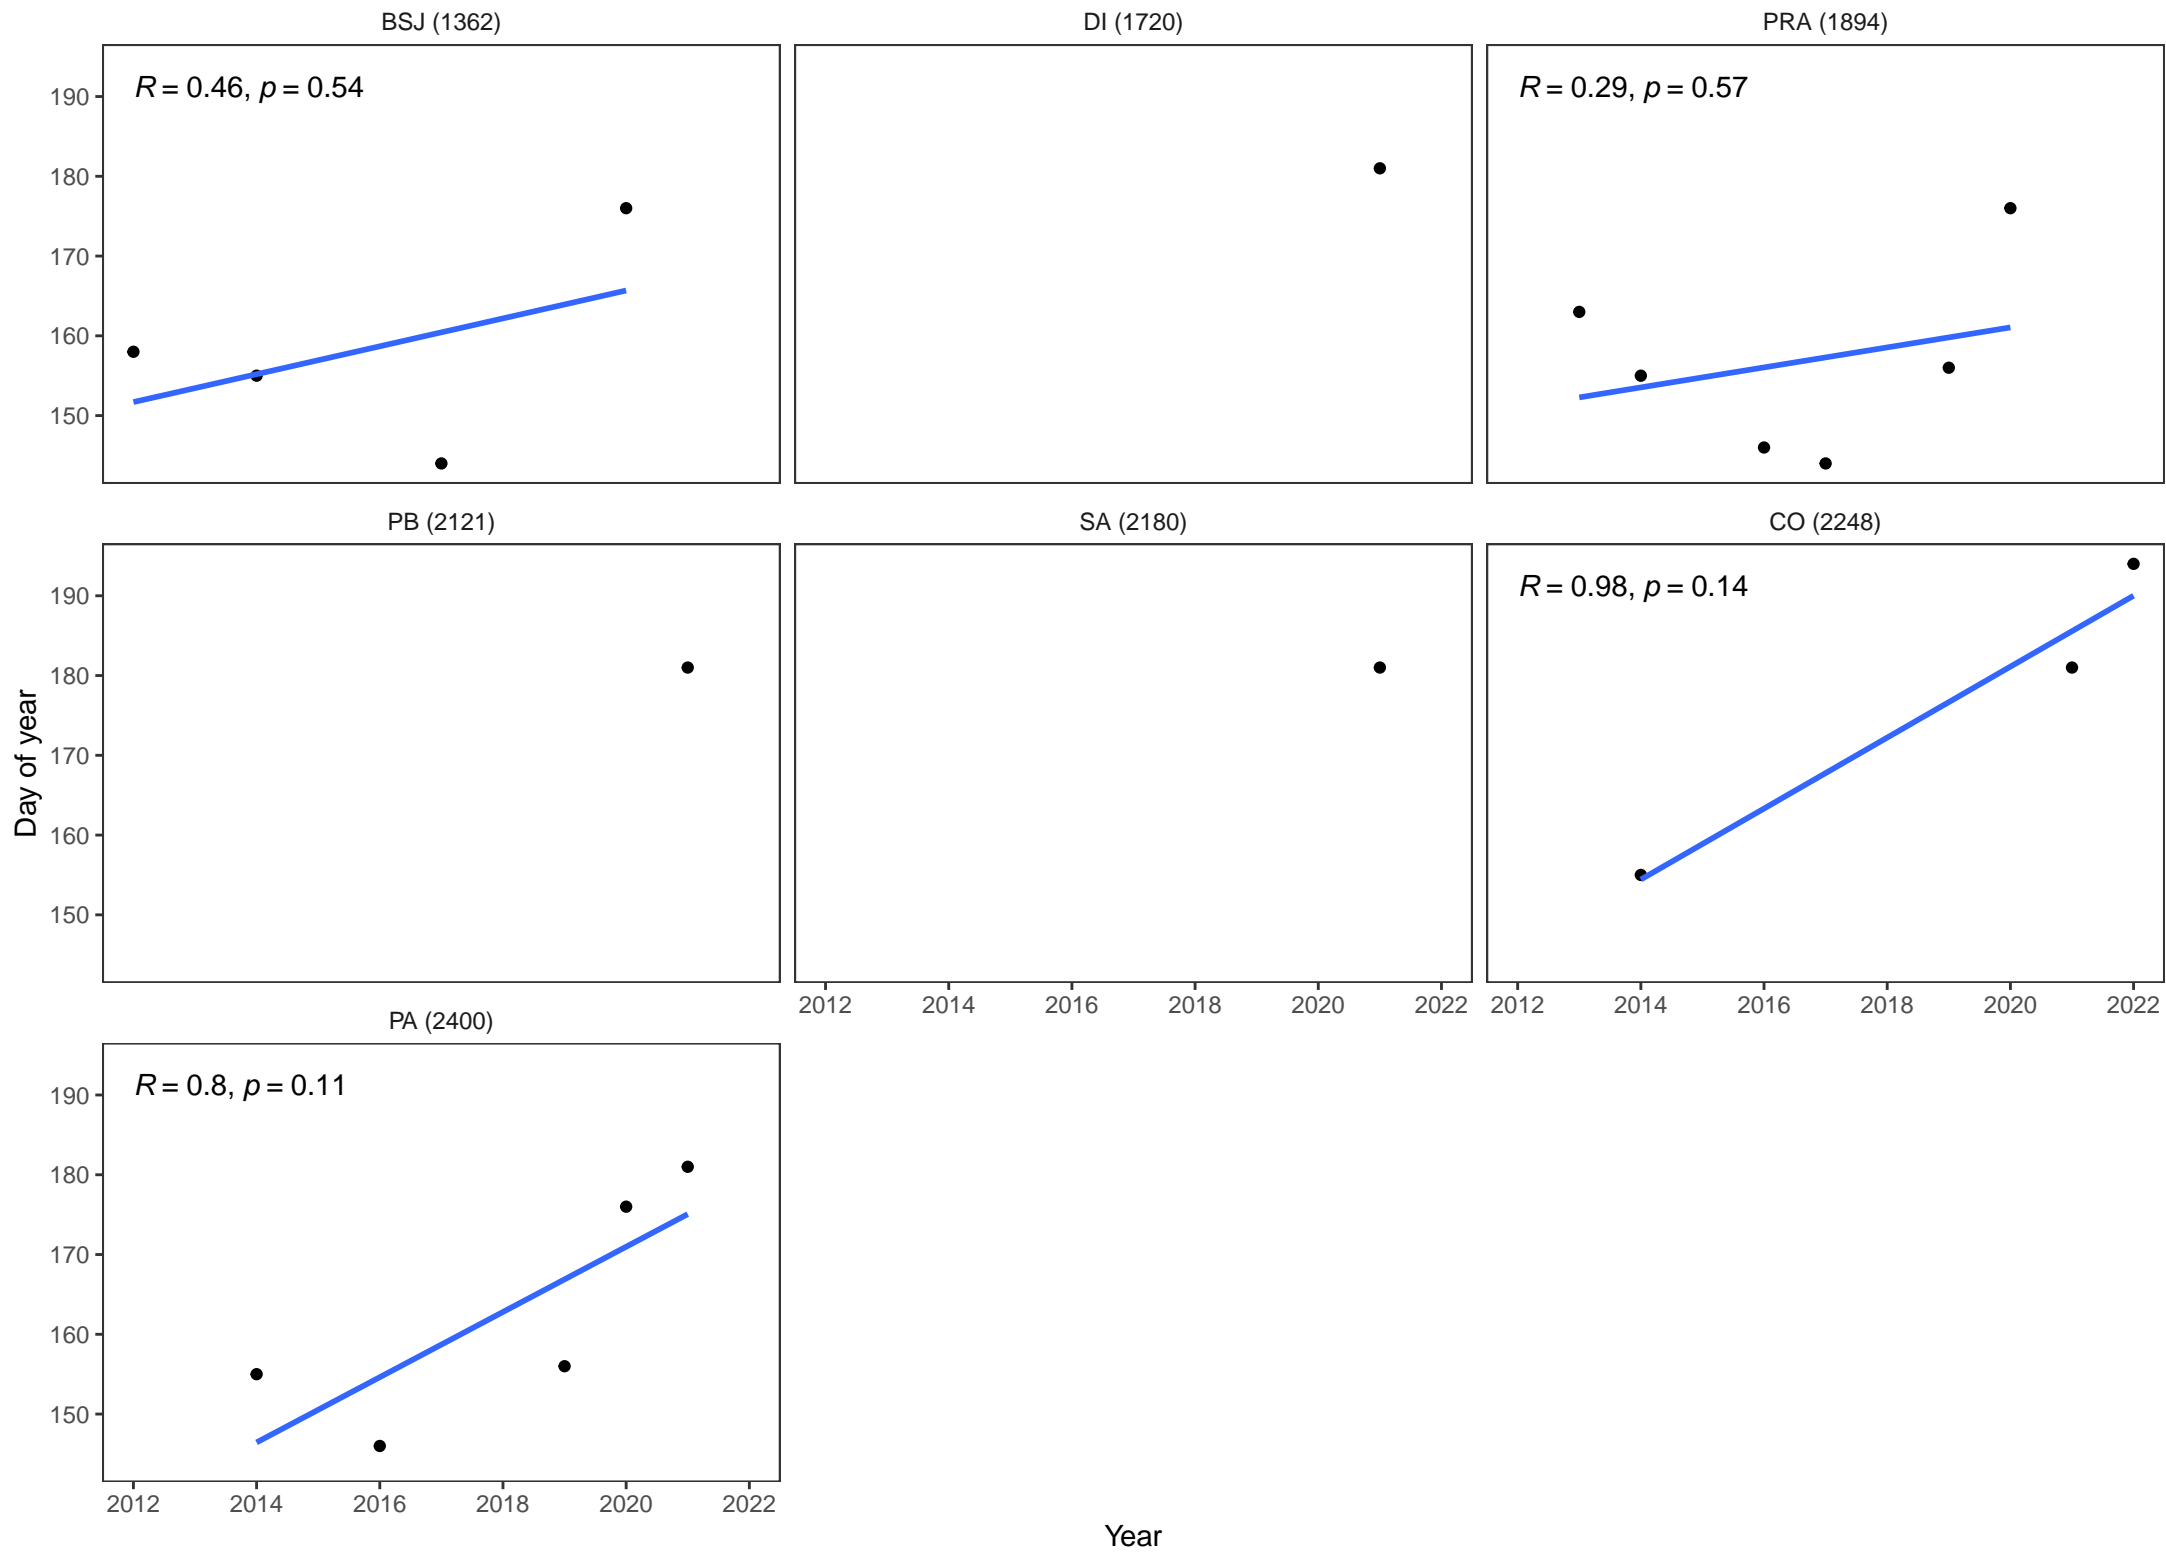 BSJ (1362)
DI (1720)
PRA (1894)
R = 0.46, p = 0.54
R = 0.29, p = 0.57
190
180
170
160
150
PB (2121)
SA (2180)
CO (2248)
R = 0.98, p = 0.14
190
180
170
160
150
Day of year
2012 2014 2016 2018 2020 2022
2012 2014 2016 2018 2020 2022
PA (2400)
R = 0.8, p = 0.11
190
180
170
160
150
2012 2014 2016 2018 2020 2022
Year